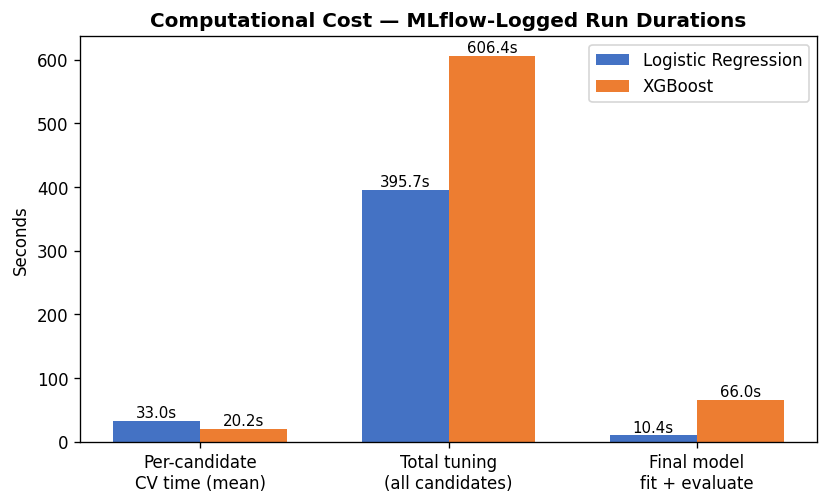 Computational Cost — MLflow-Logged Run Durations
Logistic Regression
XGBoost
Seconds
600
500
400
300
200
100
0
33.0s
20.2s
395.7s
606.4s
10.4s
66.0s
Per-candidate
CV time (mean)
Total tuning
(all candidates)
Final model
fit + evaluate